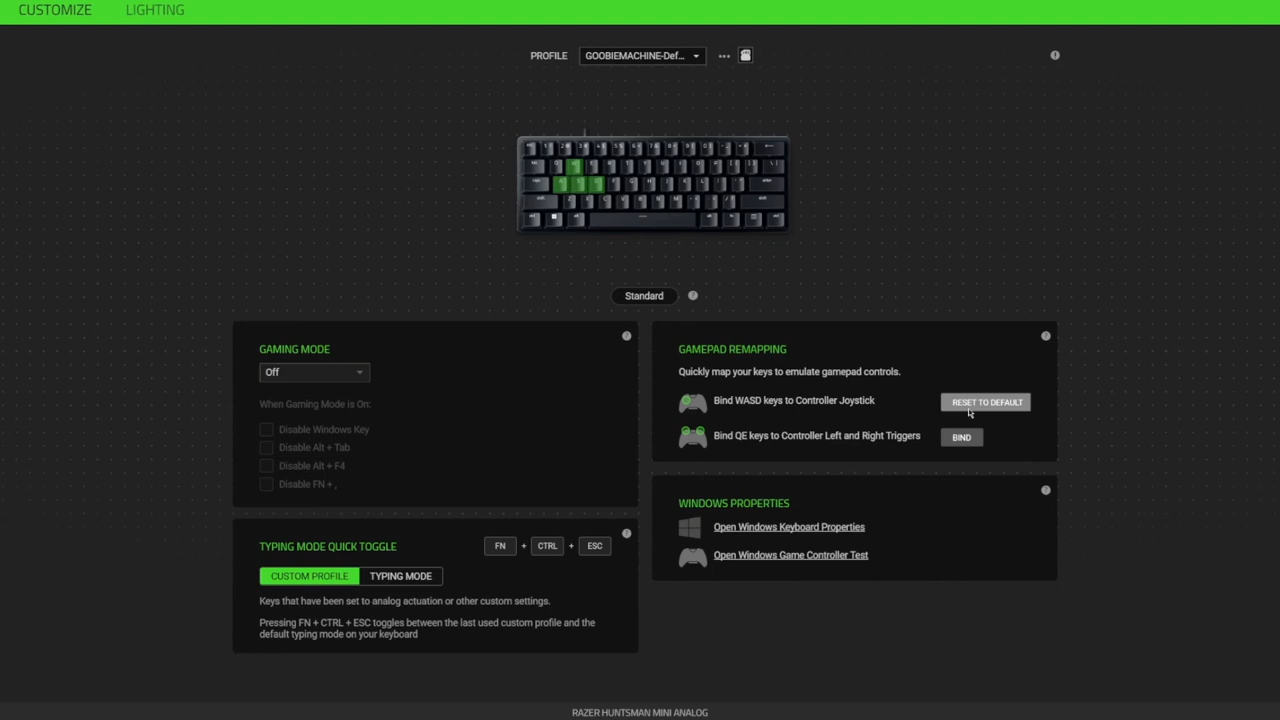 CUSTOMIZE LIGHTING
PROFILE GOOBIEMACHINE-Def... •••
Standard
GAMING MODE
Off
When Gaming Mode is On:
Disable Windows Key
Disable Alt + Tab
Disable Alt + F4
Disable FN + ,
GAMEPAD REMAPPING
Quickly map your keys to emulate gamepad controls.
Bind WASD keys to Controller Joystick RESET TO DEFAULT
Bind QE keys to Controller Left and Right Triggers BIND
TYPING MODE QUICK TOGGLE FN + CTRL + ESC
CUSTOM PROFILE TYPING MODE
Keys that have been set to analog actuation or other custom settings.
Pressing FN + CTRL + ESC toggles between the last used custom profile and the
default typing mode on your keyboard
WINDOWS PROPERTIES
Open Windows Keyboard Properties
Open Windows Game Controller Test
RAZER HUNTSMAN MINI ANALOG